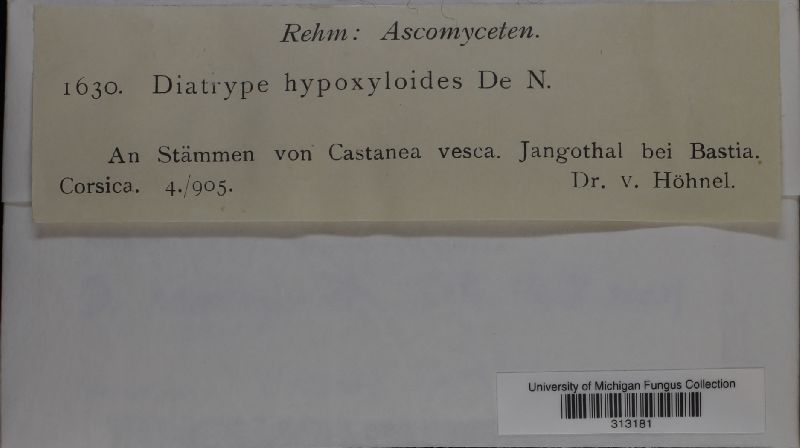 Rehm: Ascomyceten.
1630. Diatrype hypoxyloides De N.
An Stämmen von Castanea vesca. Jangothal bei Bastia.
Corsica. 4./905. Dr. v. Höhnel.
University of Michigan Fungus Collection
313181